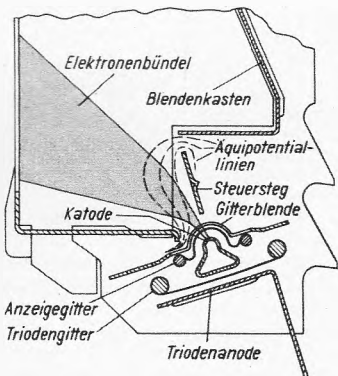 Elektronenbündel
Blendenkasten
Äquipotential-
linien
Steuersteg
Gitterblende
Katode
Anzeigegitter
Triodengitter
Triodenanode